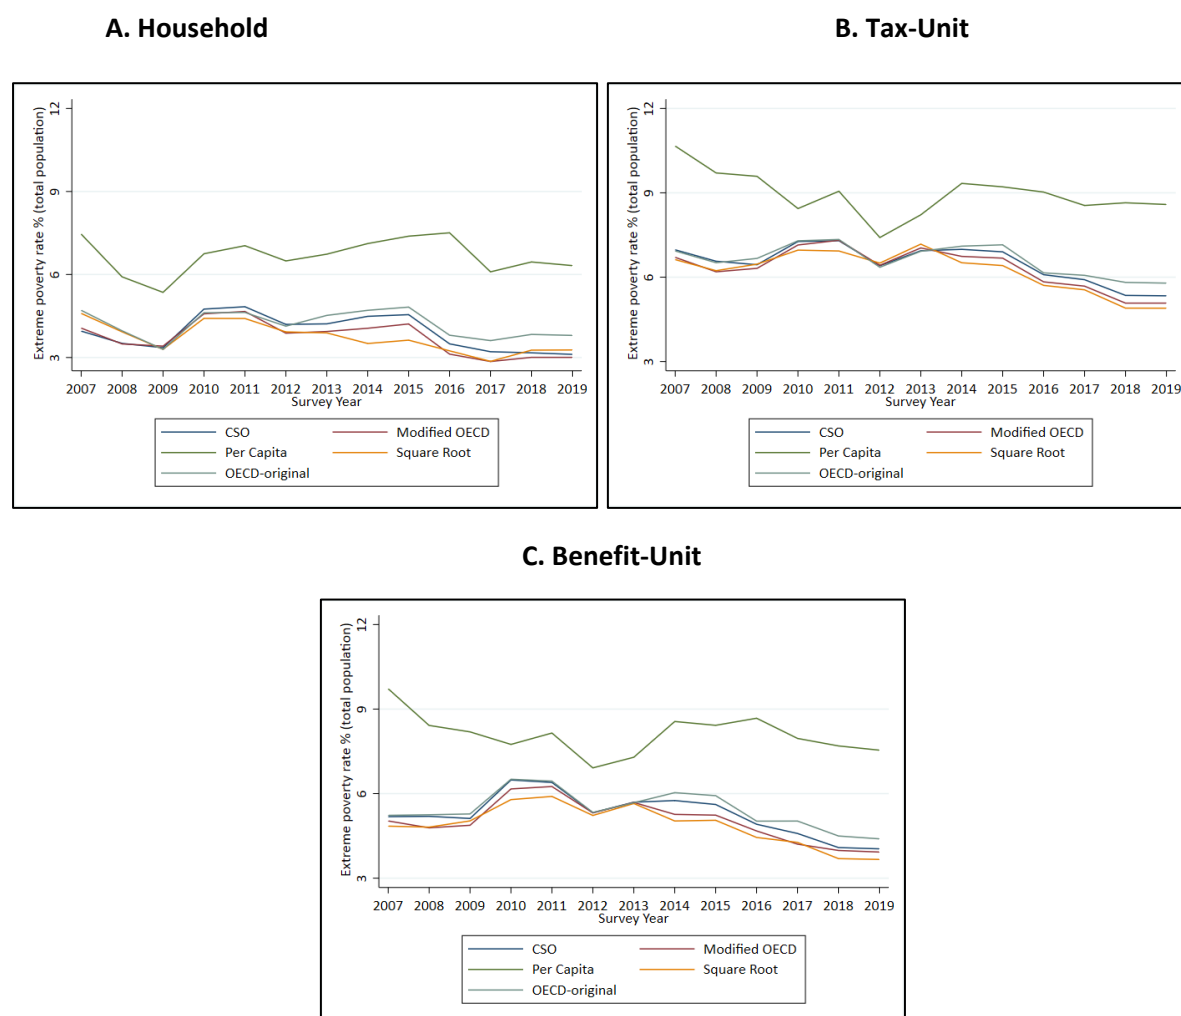 A. Household
Extreme poverty rate % (total population)
12
9
6
3
2007 2008 2009 2010 2011 2012 2013 2014 2015 2016 2017 2018 2019
Survey Year
CSO Modified OECD
Per Capita Square Root
OECD-original
B. Tax-Unit
Extreme poverty rate % (total population)
12
9
6
3
2007 2008 2009 2010 2011 2012 2013 2014 2015 2016 2017 2018 2019
Survey Year
CSO Modified OECD
Per Capita Square Root
OECD-original
C. Benefit-Unit
Extreme poverty rate % (total population)
12
9
6
3
2007 2008 2009 2010 2011 2012 2013 2014 2015 2016 2017 2018 2019
Survey Year
CSO Modified OECD
Per Capita Square Root
OECD-original